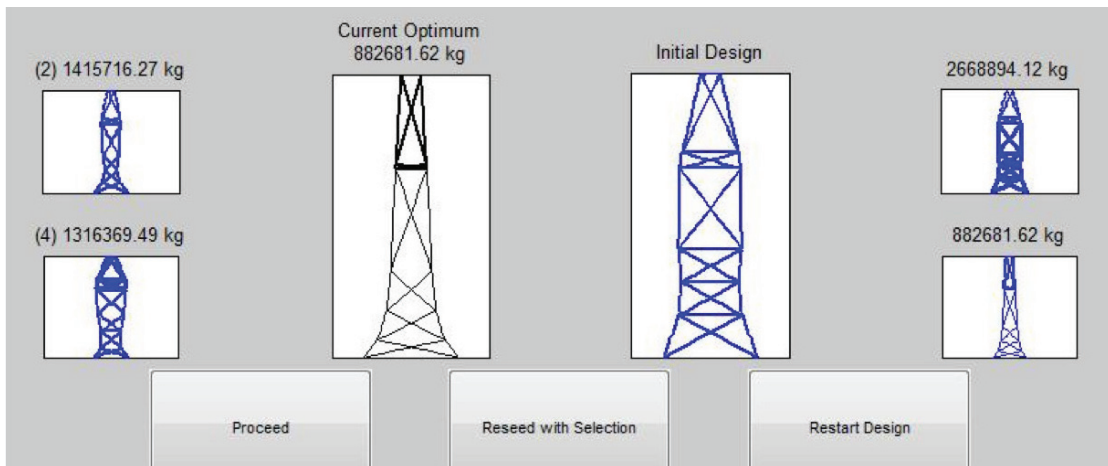 Current Optimum
882681.62 kg
Initial Design
(2) 1415716.27 kg
2668894.12 kg
(4) 1316369.49 kg
882681.62 kg
Proceed
Reseed with Selection
Restart Design